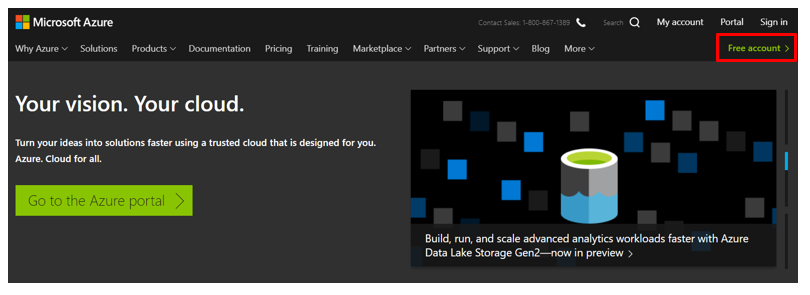 Microsoft Azure
Contact Sales: 1-800-867-1389 Search My account Portal Sign in
Why Azure Solutions Products Documentation Pricing Training Marketplace Partners Support Blog More Free account
Your vision. Your cloud.
Turn your ideas into solutions faster using a trusted cloud that is designed for you.
Azure. Cloud for all.
Go to the Azure portal
Build, run, and scale advanced analytics workloads faster with Azure
Data Lake Storage Gen2—now in preview